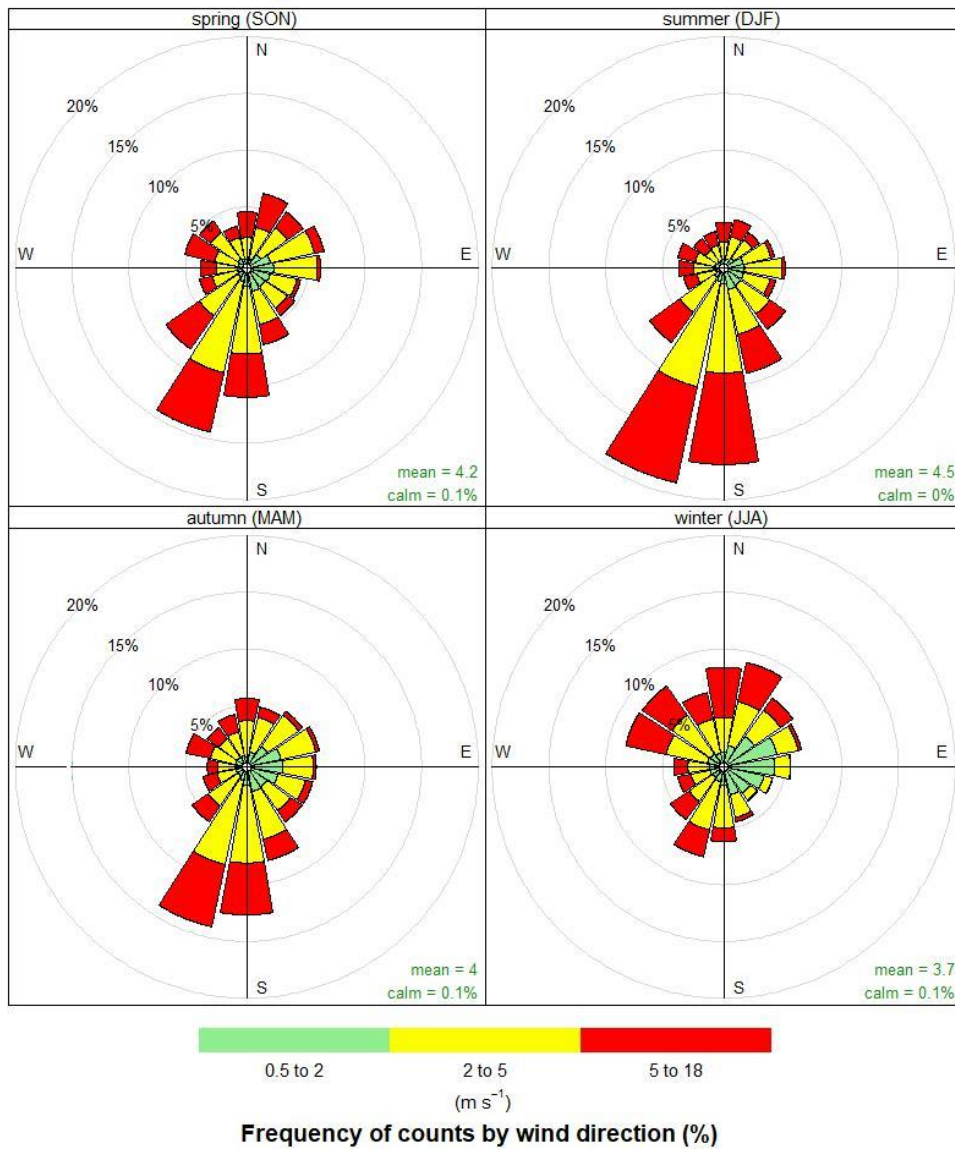 spring (SON)
N
20%
15%
10%
5%
W
E
S
mean = 4.2
calm = 0.1%
summer (DJF)
N
20%
15%
10%
5%
W
E
S
mean = 4.5
calm = 0%
autumn (MAM)
N
20%
15%
10%
5%
W
E
S
mean = 4
calm = 0.1%
winter (JJA)
N
20%
15%
10%
5%
W
E
S
mean = 3.7
calm = 0.1%
0.5 to 2
2 to 5
5 to 18
(m s⁻¹)
Frequency of counts by wind direction (%)